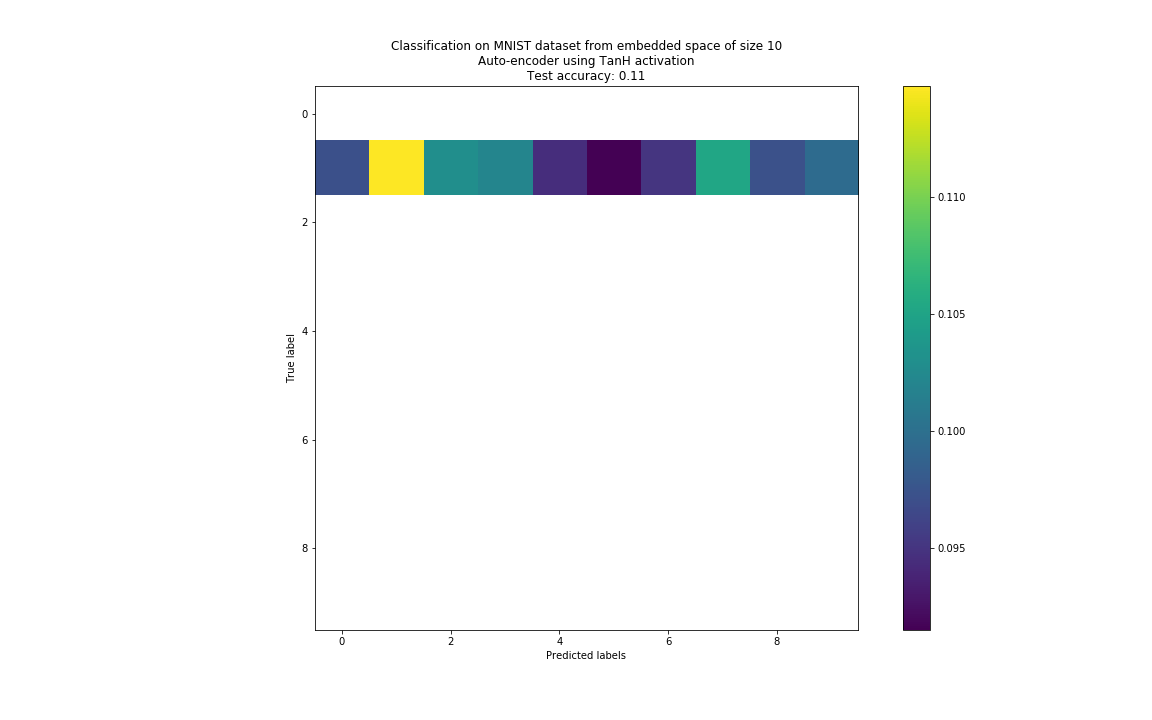 Classification on MNIST dataset from embedded space of size 10
Auto-encoder using TanH activation
Test accuracy: 0.11
0
2
4
6
8
True label
0
2
4
6
8
Predicted labels
0.110
0.105
0.100
0.095